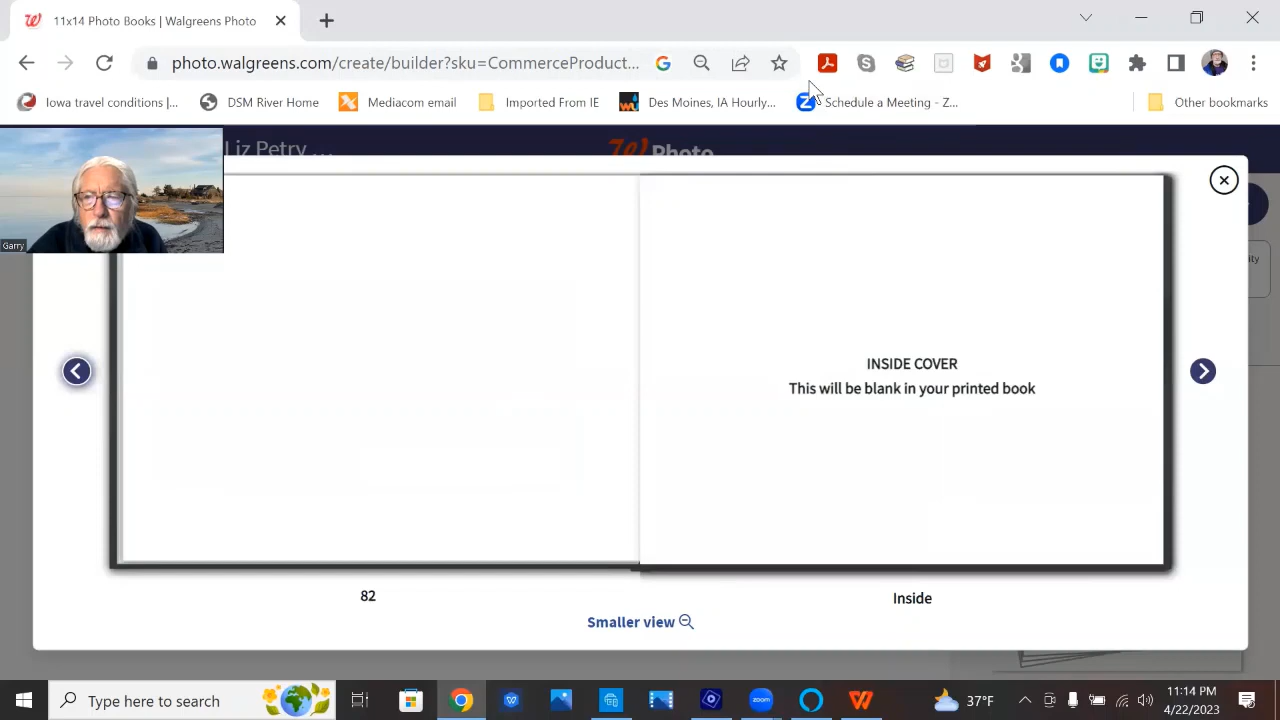 11x14 Photo Books | Walgreens Photo
photo.walgreens.com/create/builder?sku=CommerceProduct...
Iowa travel conditions |...
DSM River Home
Mediacom email
Imported From IE
Des Moines, IA Hourly,...
Schedule a Meeting - Z...
Other bookmarks
Liz Petry ...
Photo
Garry
ity
INSIDE COVER
This will be blank in your printed book
82
Inside
Smaller view
Type here to search
zoom
37°F
11:14 PM
4/22/2023